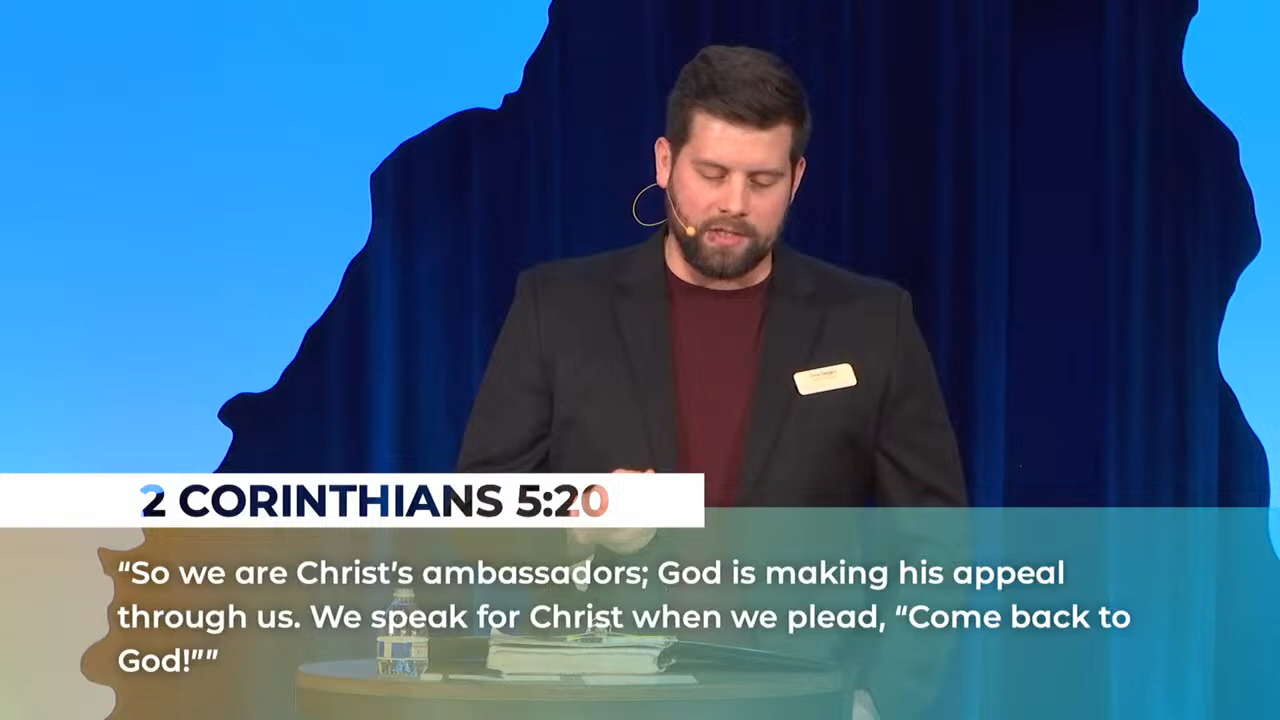 2 CORINTHIANS 5:20
“So we are Christ’s ambassadors; God is making his appeal
through us. We speak for Christ when we plead, “Come back to
God!””